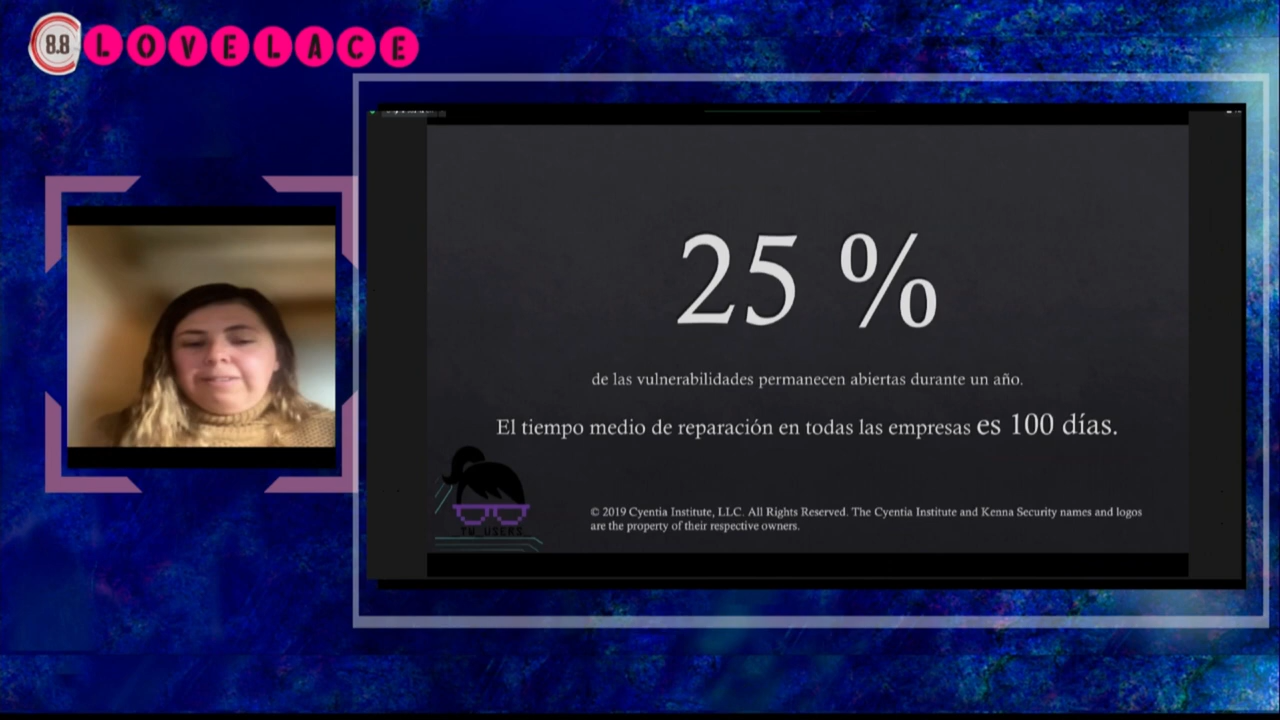 8.8
LOVELACE
25 %
de las vulnerabilidades permanecen abiertas durante un año.
El tiempo medio de reparación en todas las empresas es 100 días.
© 2019 Cyentia Institute, LLC. All Rights Reserved. The Cyentia Institute and Kenna Security names and logos
are the property of their respective owners.